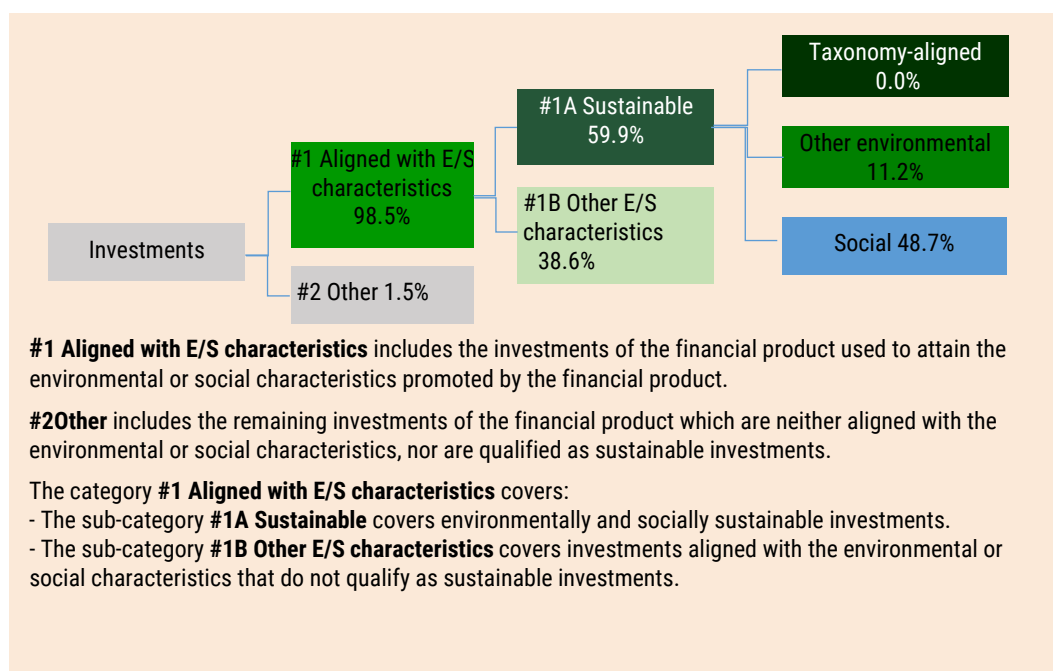 Taxonomy-aligned
0.0%
#1A Sustainable
59.9%
#1 Aligned with E/S
characteristics
98.5%
Other environmental
11.2%
#1B Other E/S
characteristics
38.6%
Investments
Social 48.7%
#2 Other 1.5%
#1 Aligned with E/S characteristics includes the investments of the financial product used to attain the
environmental or social characteristics promoted by the financial product.
#2Other includes the remaining investments of the financial product which are neither aligned with the
environmental or social characteristics, nor are qualified as sustainable investments.
The category #1 Aligned with E/S characteristics covers:
- The sub-category #1A Sustainable covers environmentally and socially sustainable investments.
- The sub-category #1B Other E/S characteristics covers investments aligned with the environmental or
social characteristics that do not qualify as sustainable investments.